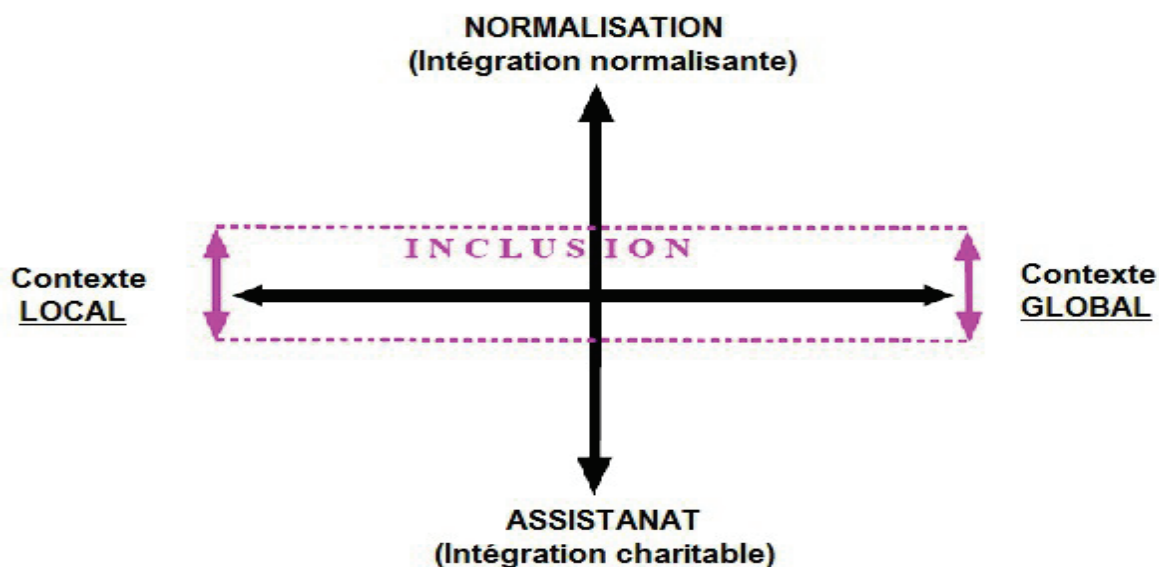 NORMALISATION
(Intégration normalisante)
INCLUSION
Contexte
LOCAL
Contexte
GLOBAL
ASSISTANAT
(Intégration charitable)